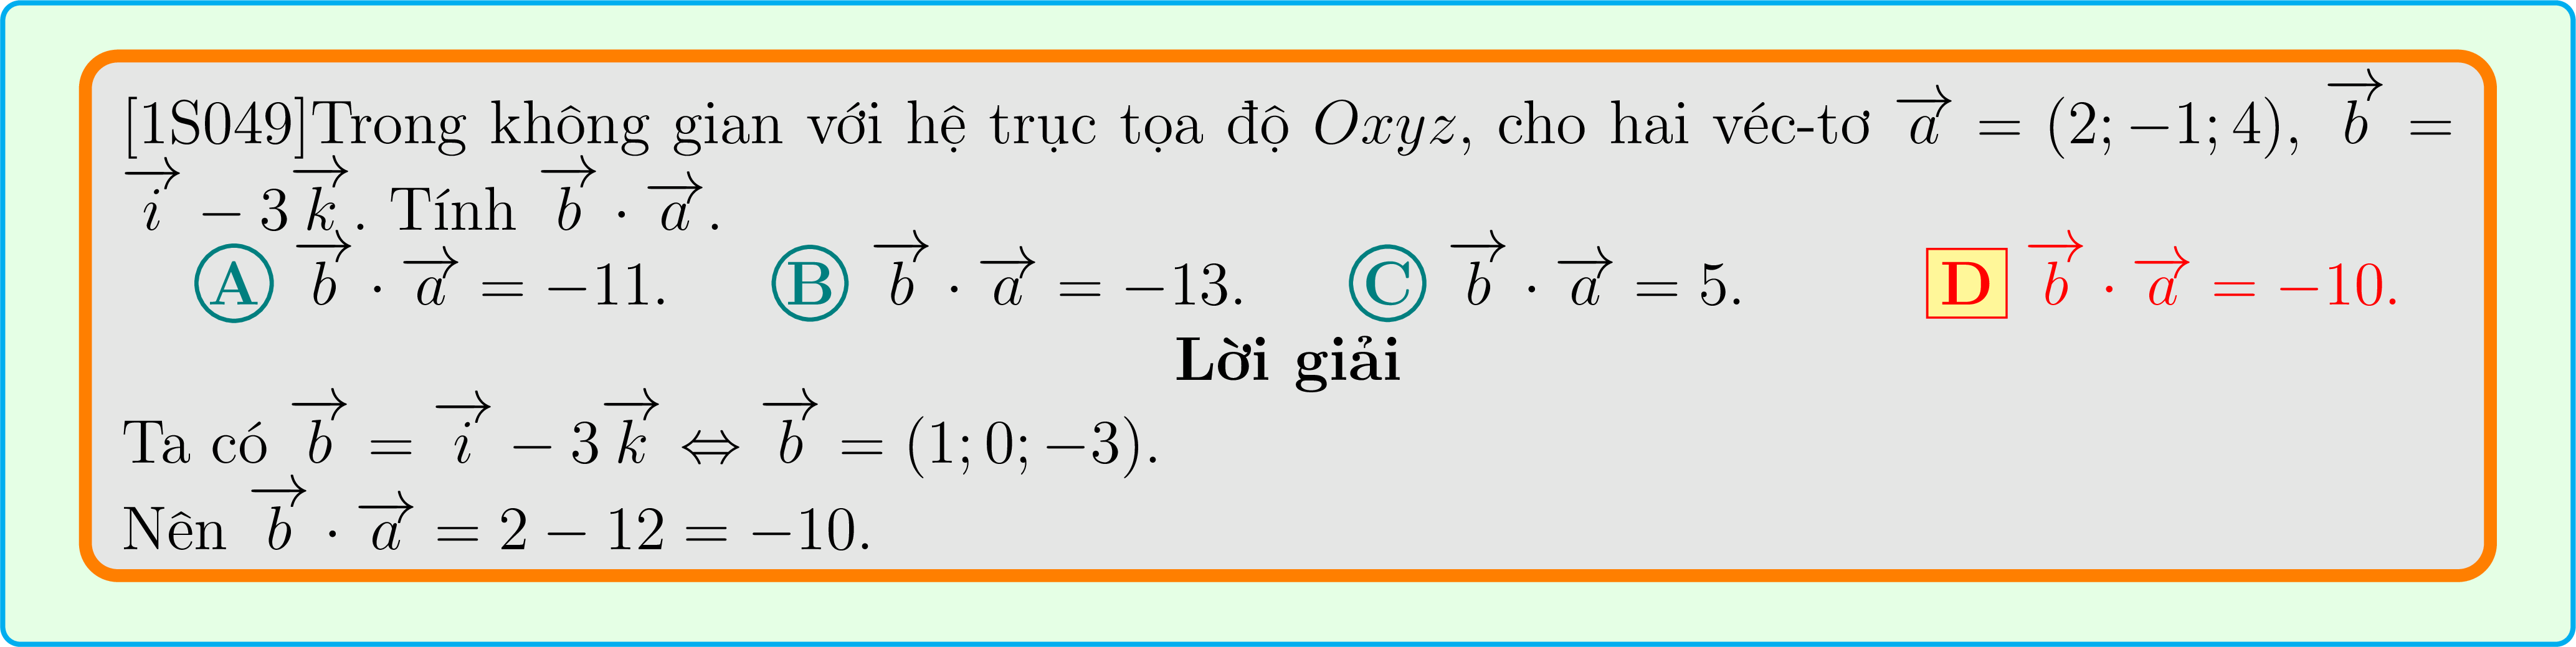 [1S049]Trong không gian với hệ trục tọa độ $Oxyz$, cho hai véc-tơ $\overrightarrow{a} = (2; -1; 4)$, $\overrightarrow{b} =$
$\overrightarrow{i} - 3\overrightarrow{k}$. Tính $\overrightarrow{b} \cdot \overrightarrow{a}$.
A $\overrightarrow{b} \cdot \overrightarrow{a} = -11$. B $\overrightarrow{b} \cdot \overrightarrow{a} = -13$. C $\overrightarrow{b} \cdot \overrightarrow{a} = 5$. D $\overrightarrow{b} \cdot \overrightarrow{a} = -10$.
Lời giải
Ta có $\overrightarrow{b} = \overrightarrow{i} - 3\overrightarrow{k} \Leftrightarrow \overrightarrow{b} = (1; 0; -3)$.
Nên $\overrightarrow{b} \cdot \overrightarrow{a} = 2 - 12 = -10$.